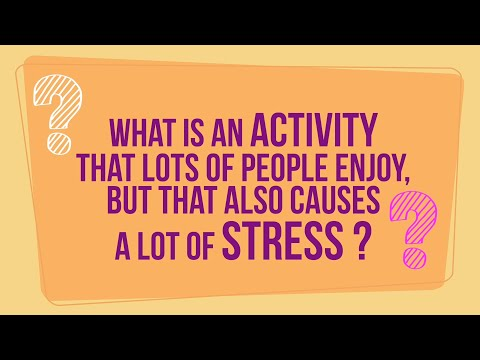 WHAT IS AN ACTIVITY
THAT LOTS OF PEOPLE ENJOY,
BUT THAT ALSO CAUSES
A LOT OF STRESS ?